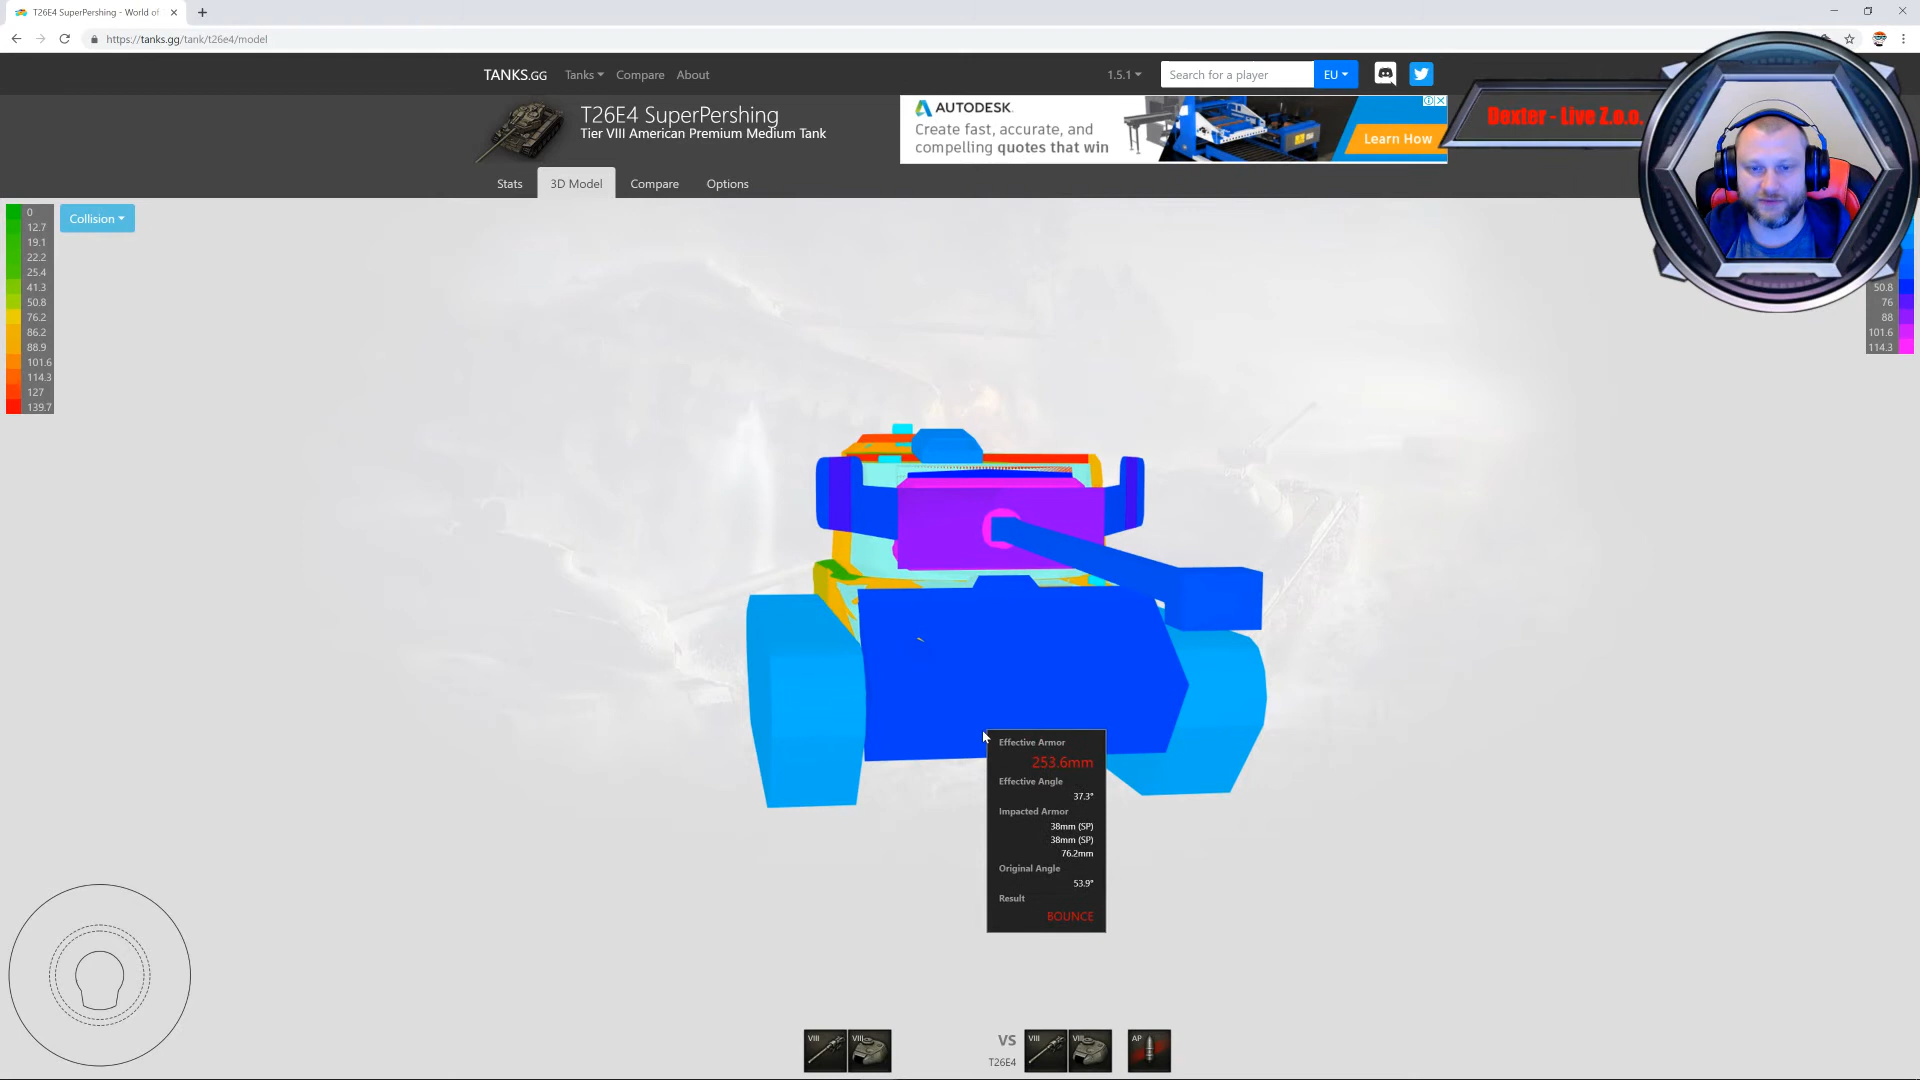 T26E4 SuperPershing - World of
https://tanks.gg/tank/t26e4/model
TANKS.GG
Tanks
Compare
About
1.5.1
Search for a player
EU
T26E4 SuperPershing
Tier VIII American Premium Medium Tank
AUTODESK.
Create fast, accurate, and
compelling quotes that win
Learn How
Dexter - Live Z.o.o.
Stats
3D Model
Compare
Options
Collision
0
12.7
19.1
22.2
25.4
41.3
50.8
76.2
86.2
88.9
101.6
114.3
127
139.7
50.8
76
88
101.6
114.3
Effective Armor
253.6mm
Effective Angle
37.3°
Impacted Armor
38mm (SP)
38mm (SP)
76.2mm
Original Angle
53.9°
Result
BOUNCE
VIII
VIII
VS
T26E4
VIII
VIII
AP